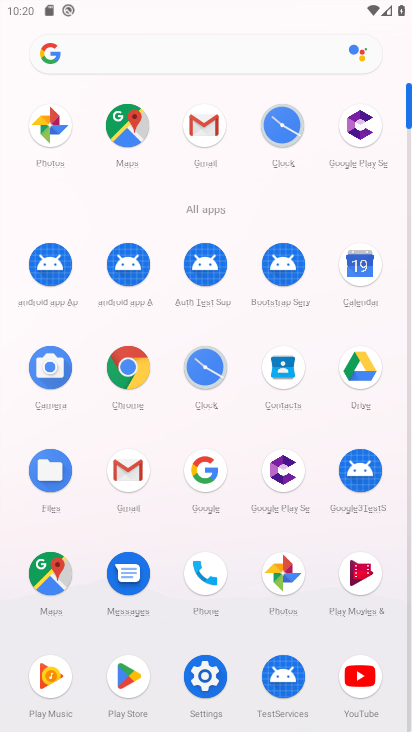 10:20
Photos Maps Gmail Clock Google Play Se
All apps
android app Ap android app A Auth Test Sup Bootstrap Serv Calendar
Camera Chrome Clock Contacts Drive
Files Gmail Google Google Play Se Google3TestS
Maps Messages Phone Photos Play Movies &
Play Music Play Store Settings TestServices YouTube